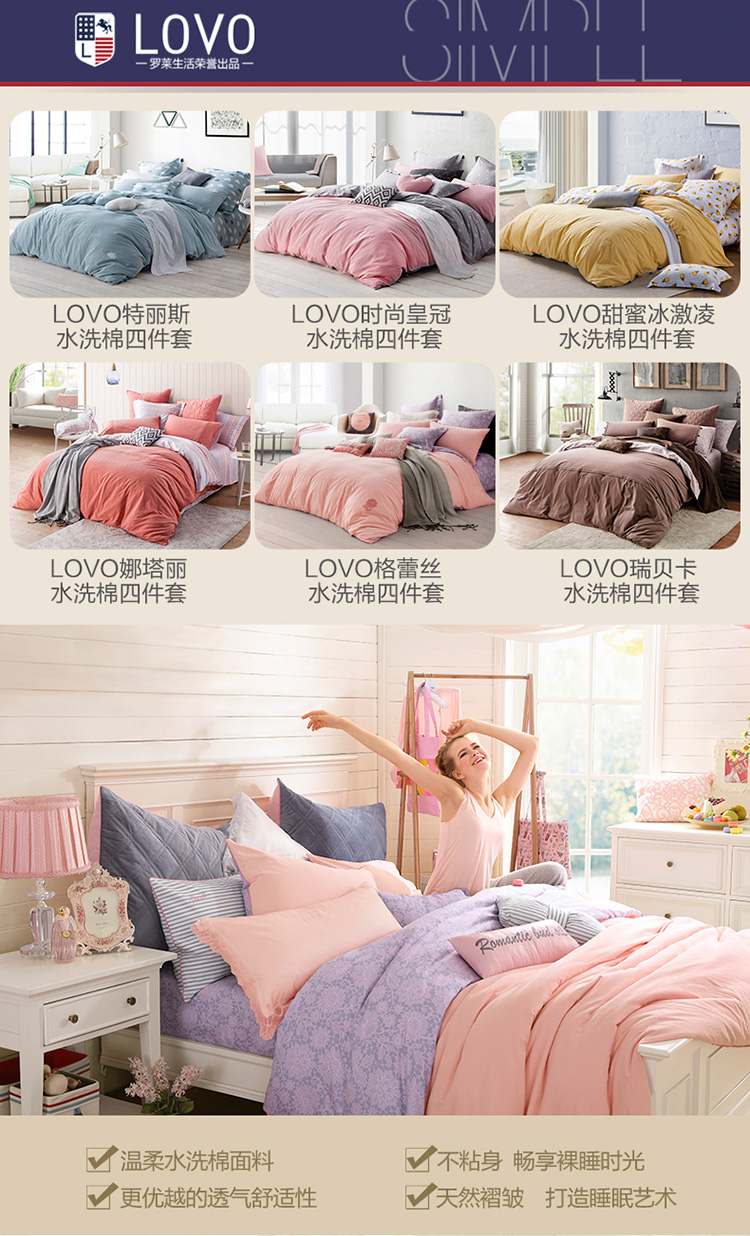 LOVO
L
罗莱生活荣誉出品
SIMPLE
LOVO特丽斯
水洗棉四件套
LOVO时尚皇冠
水洗棉四件套
LOVO甜蜜冰激凌
水洗棉四件套
LOVO娜塔丽
水洗棉四件套
LOVO格蕾丝
水洗棉四件套
LOVO瑞贝卡
水洗棉四件套
Romantic bud
温柔水洗棉面料
不粘身 畅享裸睡时光
更优越的透气舒适性
天然褶皱 打造睡眠艺术